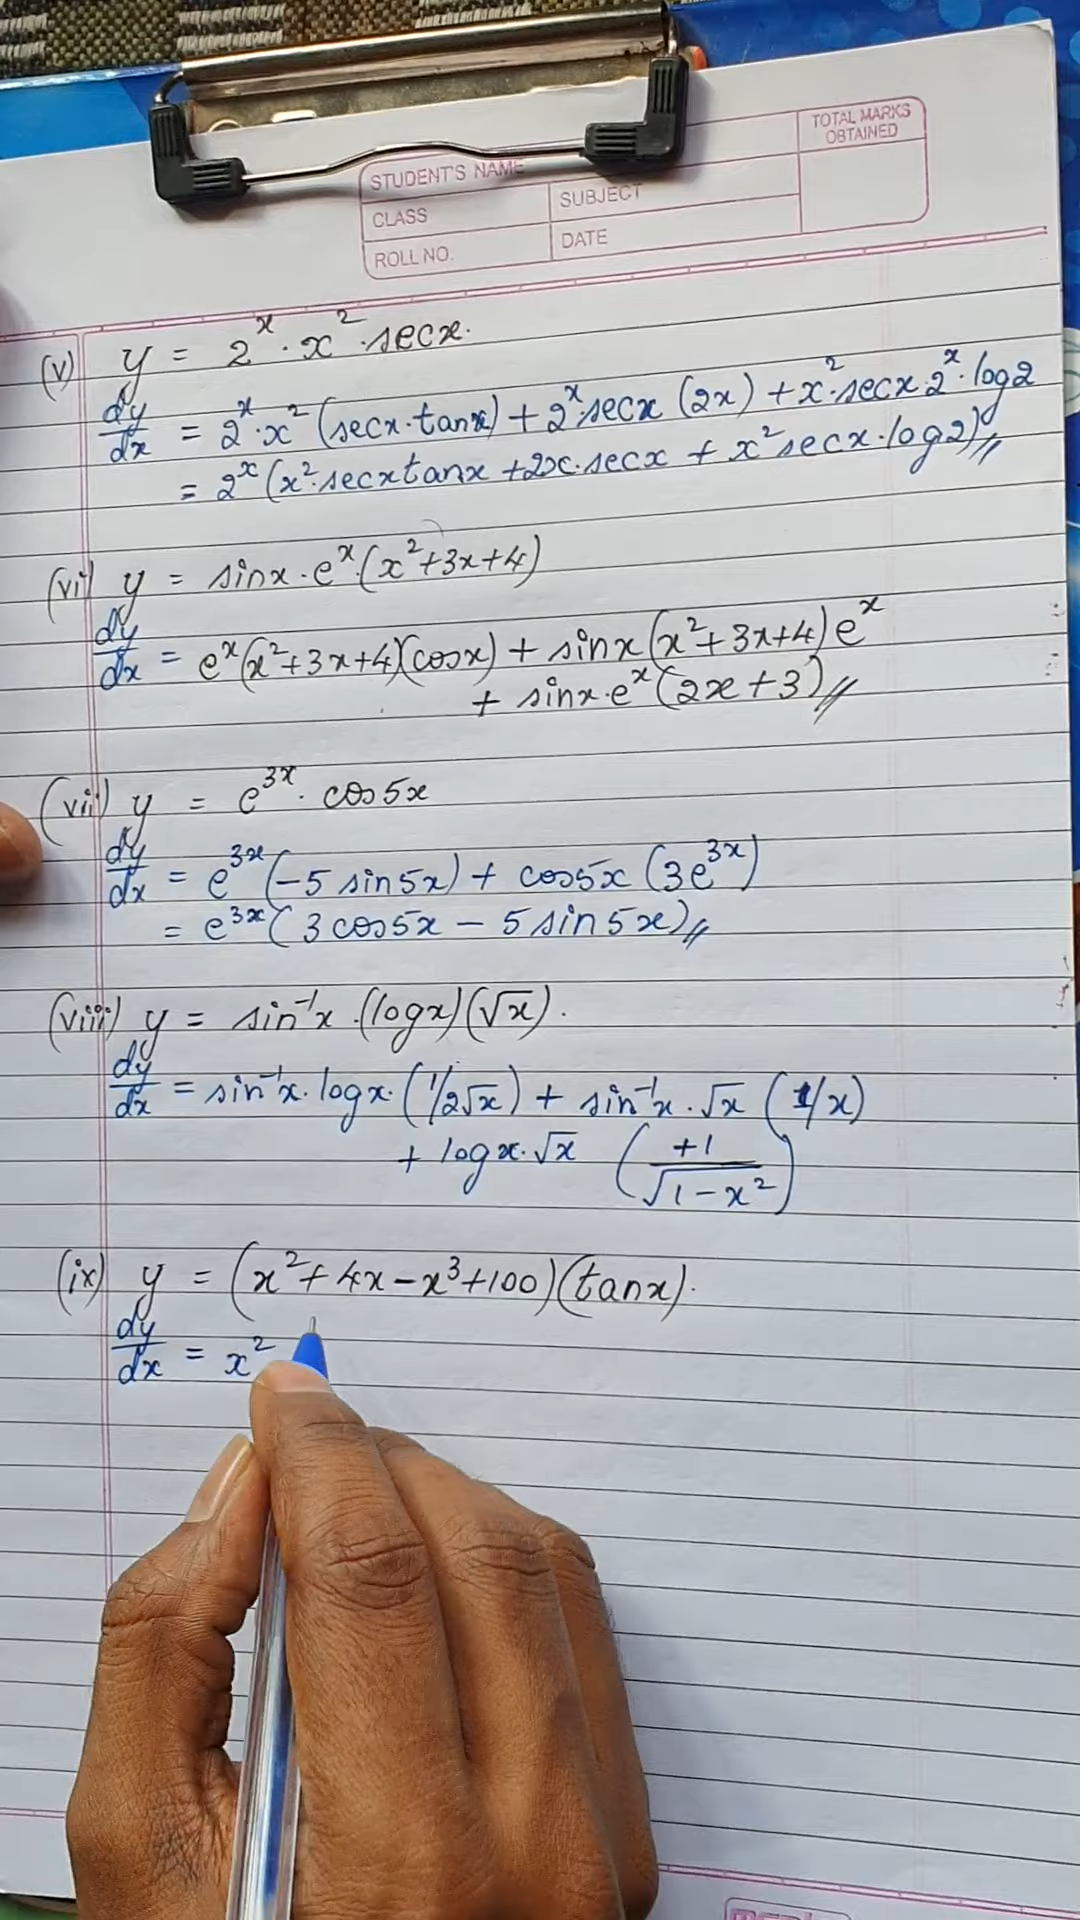 TOTAL MARKS
OBTAINED
STUDENT'S NAME
CLASS
SUBJECT
ROLL NO.
DATE
(v) y = 2^x · x^2 · secx.
dy/dx = 2^x · x^2 (secx·tanx) + 2^x·secx (2x) + x^2·secx·2^x·log2
= 2^x (x^2·secxtanx + 2x·secx + x^2 secx·log2)//
(vi) y = sinx · e^x · (x^2+3x+4)
dy/dx = e^x (x^2+3x+4)(cosx) + sinx (x^2+3x+4) e^x
+ sinx·e^x (2x+3)//
(vii) y = e^3x · cos5x
dy/dx = e^3x (-5 sin5x) + cos5x (3e^3x)
= e^3x (3cos5x - 5 sin5x)//
(viii) y = sin^-1x · (logx)(√x).
dy/dx = sin^-1x · logx · (1/2√x) + sin^-1x · √x (1/x)
+ logx·√x (+1/√1-x^2)
(ix) y = (x^2+4x-x^3+100)(tanx).
dy/dx = x^2